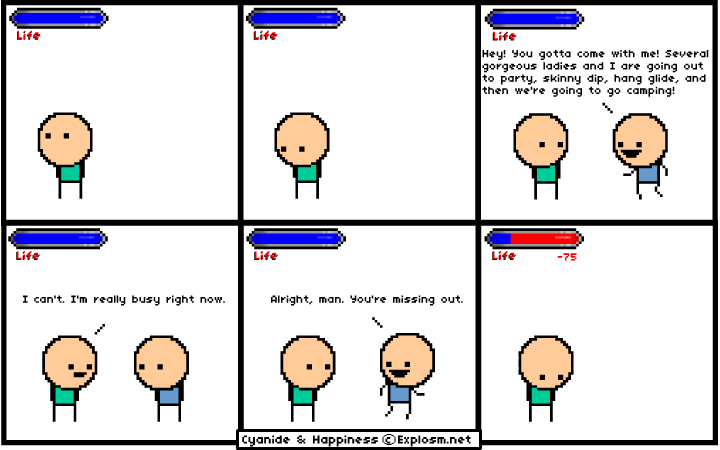 Life
Life
Life
Hey! You gotta come with me! Several
gorgeous ladies and I are going out
to party, skinny dip, hang glide, and
then we're going to go camping!
Life
I can't. I'm really busy right now.
Life
Alright, man. You're missing out.
Life
-75
Cyanide & Happiness ©Explosm.net